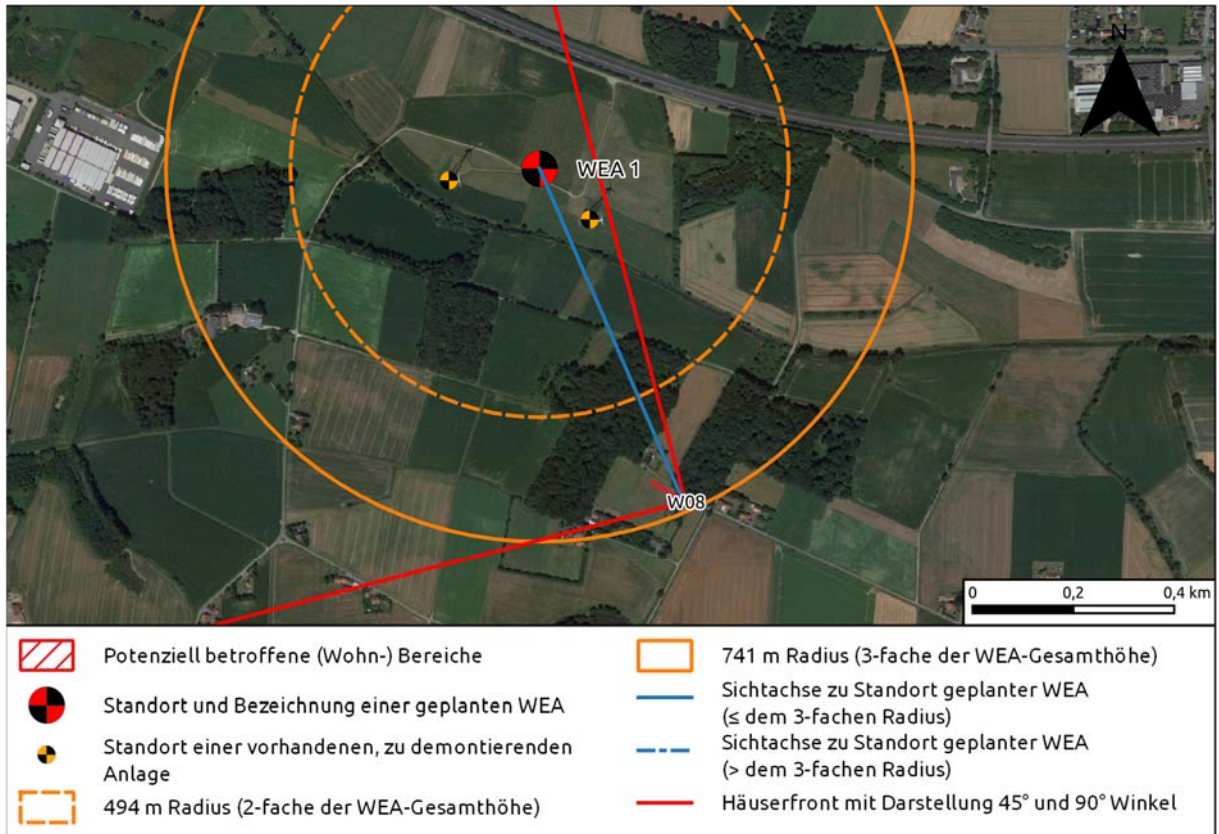 N
WEA 1
W08
0 0,2 0,4 km
Potenziell betroffene (Wohn-) Bereiche
Standort und Bezeichnung einer geplanten WEA
Standort einer vorhandenen, zu demontierenden
Anlage
494 m Radius (2-fache der WEA-Gesamthöhe)
741 m Radius (3-fache der WEA-Gesamthöhe)
Sichtachse zu Standort geplanter WEA
(≤ dem 3-fachen Radius)
Sichtachse zu Standort geplanter WEA
(> dem 3-fachen Radius)
Häuserfront mit Darstellung 45° und 90° Winkel